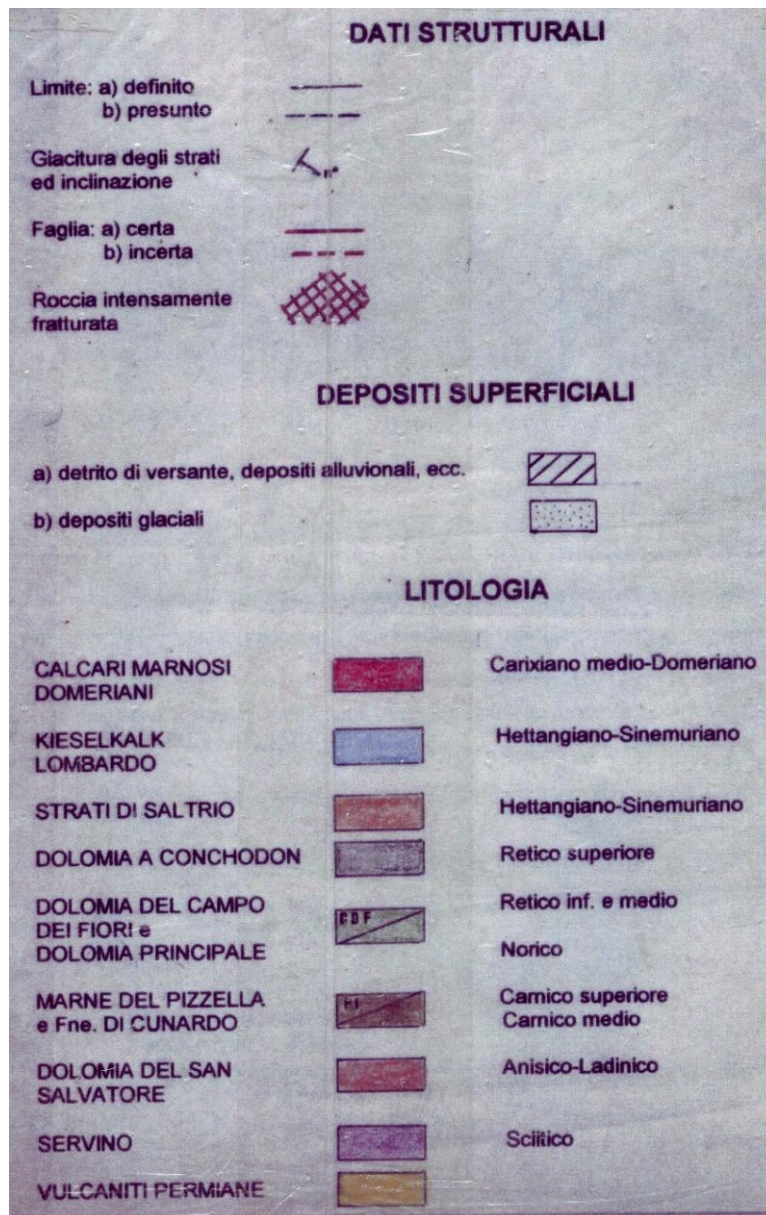 DATI STRUTTURALI
Limite: a) definito
b) presunto
Giacitura degli strati
ed inclinazione
n°
Faglia: a) certa
b) incerta
Roccia intensamente
fratturata
DEPOSITI SUPERFICIALI
a) detrito di versante, depositi alluvionali, ecc.
b) depositi glaciali
LITOLOGIA
CALCARI MARNOSI
DOMERIANI
Carixiano medio-Domeriano
KIESELKALK
LOMBARDO
Hettangiano-Sinemuriano
STRATI DI SALTRIO
Hettangiano-Sinemuriano
DOLOMIA A CONCHODON
Retico superiore
DOLOMIA DEL CAMPO
DEI FIORI e
DOLOMIA PRINCIPALE
CDF
Retico inf. e medio
Norico
MARNE DEL PIZZELLA
e Fne. DI CUNARDO
Carnico superiore
Carnico medio
DOLOMIA DEL SAN
SALVATORE
Anisico-Ladinico
SERVINO
Scitico
VULCANITI PERMIANE